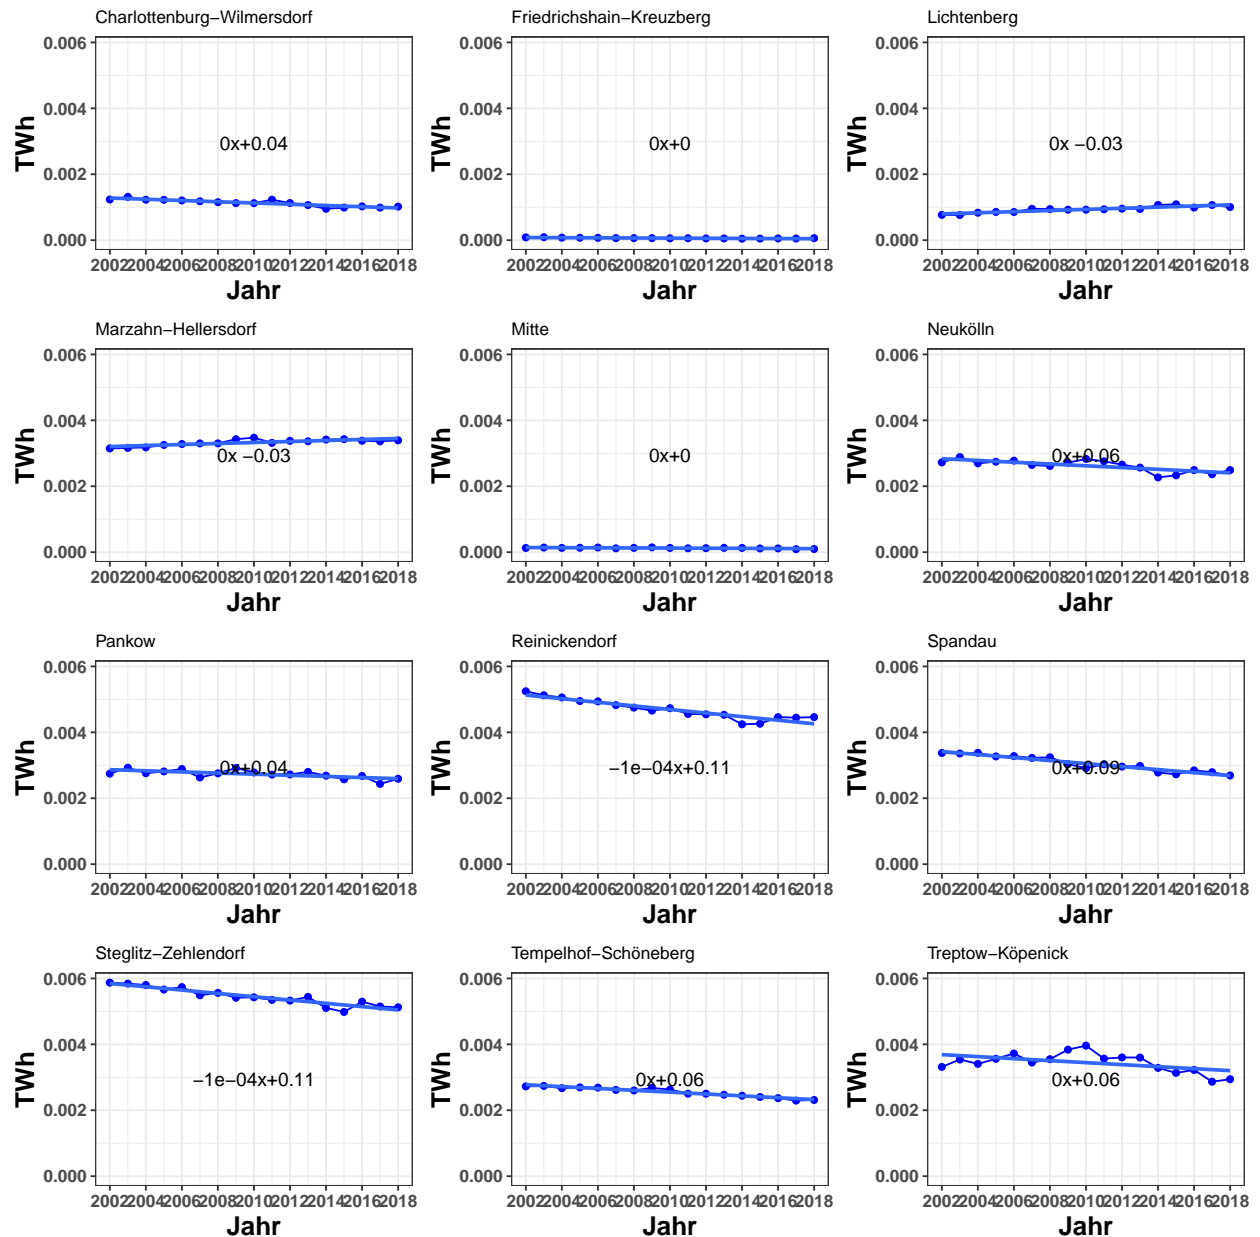 Charlottenburg−Wilmersdorf
0.006
0.004
0.002
0.000
TWh
0x+0.04
2002 2004 2006 2008 2010 2012 2014 2016 2018
Jahr
Friedrichshain−Kreuzberg
0.006
0.004
0.002
0.000
TWh
0x+0
2002 2004 2006 2008 2010 2012 2014 2016 2018
Jahr
Lichtenberg
0.006
0.004
0.002
0.000
TWh
0x −0.03
2002 2004 2006 2008 2010 2012 2014 2016 2018
Jahr
Marzahn−Hellersdorf
0.006
0.004
0.002
0.000
TWh
0x −0.03
2002 2004 2006 2008 2010 2012 2014 2016 2018
Jahr
Mitte
0.006
0.004
0.002
0.000
TWh
0x+0
2002 2004 2006 2008 2010 2012 2014 2016 2018
Jahr
Neukölln
0.006
0.004
0.002
0.000
TWh
0x+0.06
2002 2004 2006 2008 2010 2012 2014 2016 2018
Jahr
Pankow
0.006
0.004
0.002
0.000
TWh
0x+0.04
2002 2004 2006 2008 2010 2012 2014 2016 2018
Jahr
Reinickendorf
0.006
0.004
0.002
0.000
TWh
−1e−04x+0.11
2002 2004 2006 2008 2010 2012 2014 2016 2018
Jahr
Spandau
0.006
0.004
0.002
0.000
TWh
0x+0.09
2002 2004 2006 2008 2010 2012 2014 2016 2018
Jahr
Steglitz−Zehlendorf
0.006
0.004
0.002
0.000
TWh
−1e−04x+0.11
2002 2004 2006 2008 2010 2012 2014 2016 2018
Jahr
Tempelhof−Schöneberg
0.006
0.004
0.002
0.000
TWh
0x+0.06
2002 2004 2006 2008 2010 2012 2014 2016 2018
Jahr
Treptow−Köpenick
0.006
0.004
0.002
0.000
TWh
0x+0.06
2002 2004 2006 2008 2010 2012 2014 2016 2018
Jahr